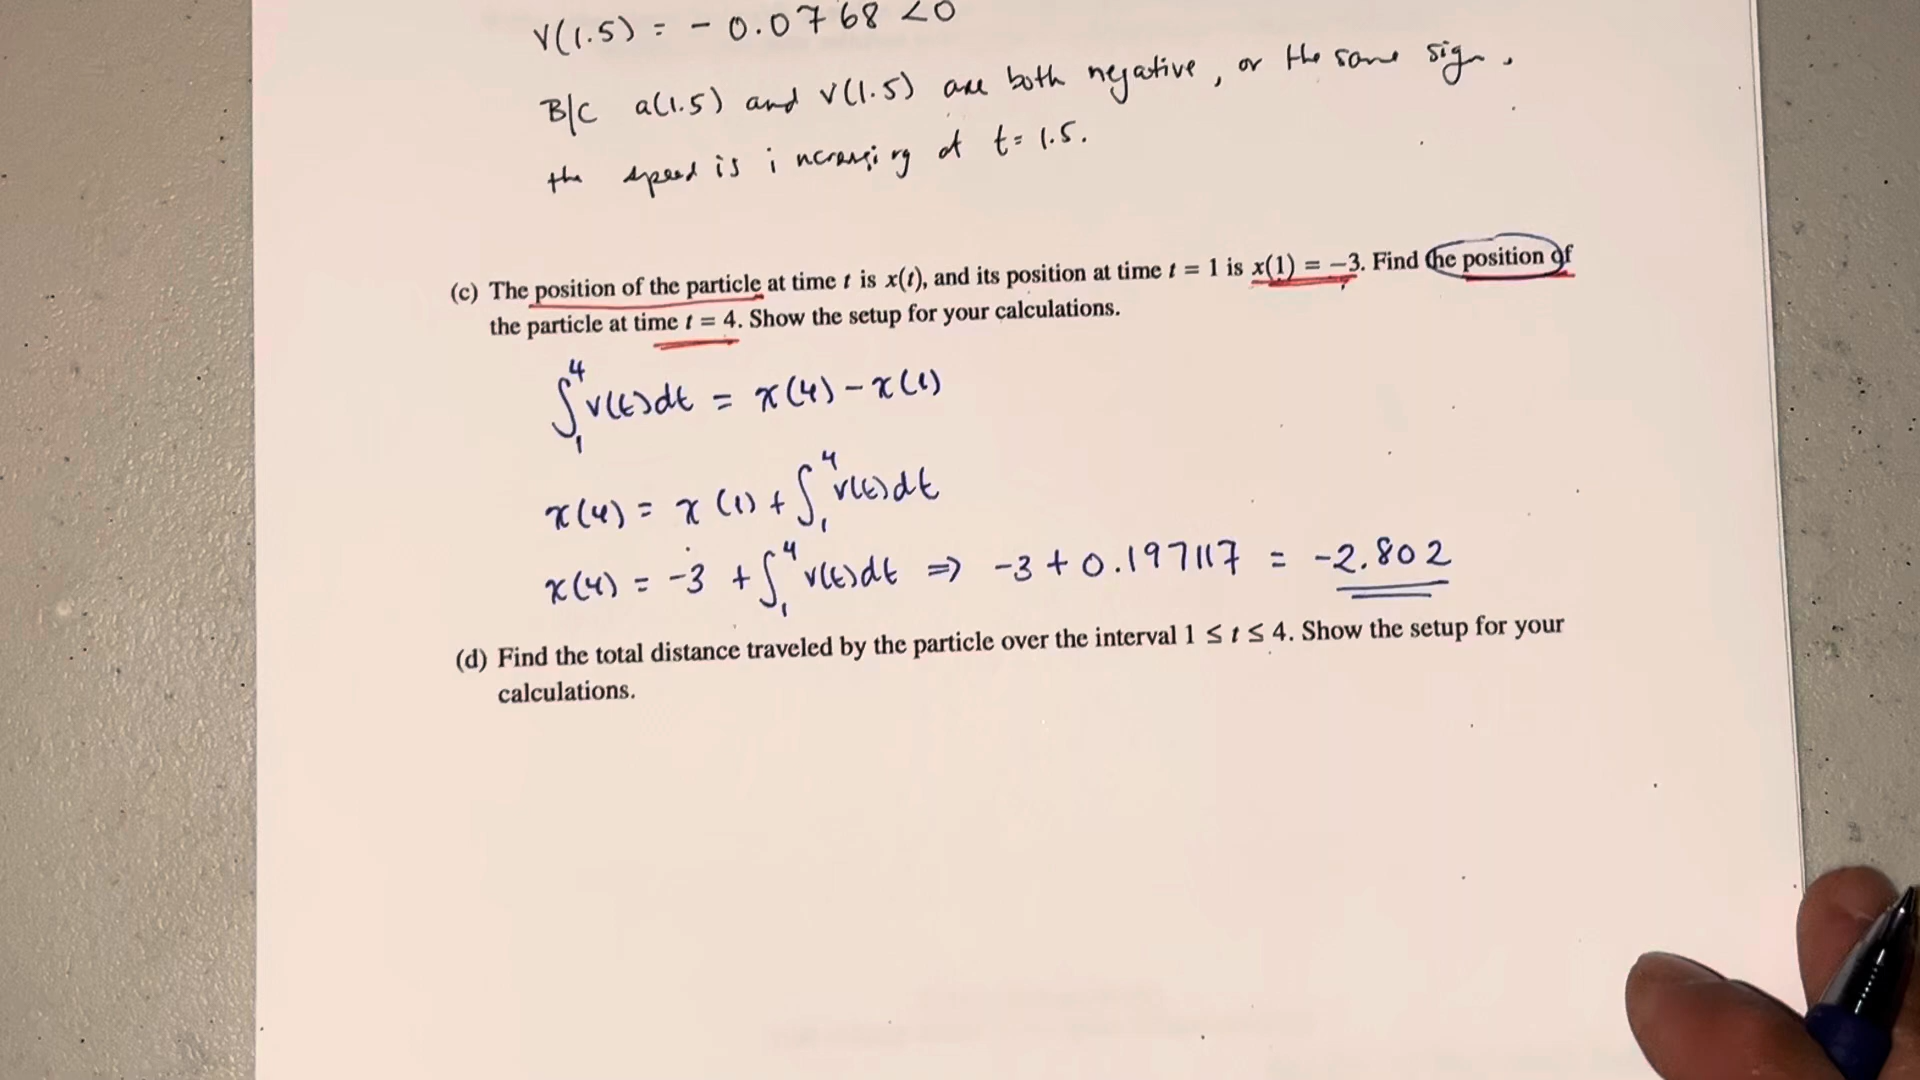 v(1.5) = - 0.0768 <0
B/C a(1.5) and v(1.5) are both negative, or the same sign.
the speed is increasing at t= 1.5.
(c) The position of the particle at time t is x(t), and its position at time t = 1 is x(1) = −3. Find the position of
the particle at time t = 4. Show the setup for your calculations.
∫₁⁴ v(t)dt = x(4) - x(1)
x(4) = x(1) + ∫₁⁴ v(t)dt
x(4) = -3 + ∫₁⁴ v(t)dt ⇒ -3 + 0.197117 = -2.802
(d) Find the total distance traveled by the particle over the interval 1 ≤ t ≤ 4. Show the setup for your
calculations.